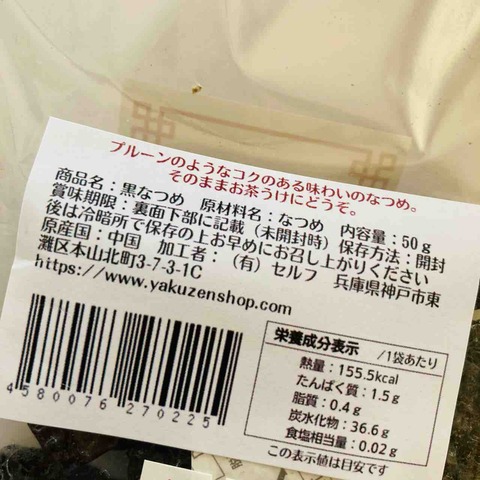 プルーンのようなコクのある味わいのなつめ。
そのままお茶うけにどうぞ。
商品名：黒なつめ 原材料名：なつめ 内容量：50g
賞味期限：裏面下部に記載（未開封時）保存方法：開封
後は冷暗所で保存の上お早めにお召し上がりください
原産国：中国 加工者：（有）セルフ 兵庫県神戸市東
灘区本山北町3-7-3-1C
https://www.yakuzenshop.com
栄養成分表示 /1袋あたり
熱量：155.5kcal
たんぱく質：1.5g
脂質：0.4g
炭水化物：36.6g
食塩相当量：0.02g
この表示値は目安です
4580076270225